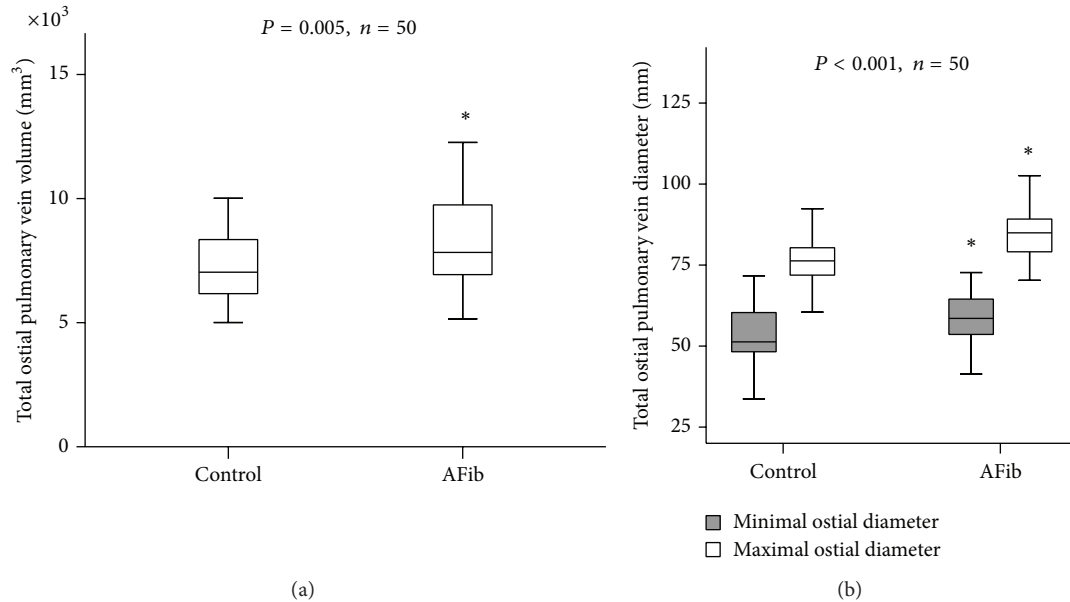 ×10³
P = 0.005, n = 50
Total ostial pulmonary vein volume (mm³)
15
10
5
0
*
Control
AFib
(a)
P < 0.001, n = 50
Total ostial pulmonary vein diameter (mm)
125
100
75
50
25
*
*
Control
AFib
Minimal ostial diameter
Maximal ostial diameter
(b)